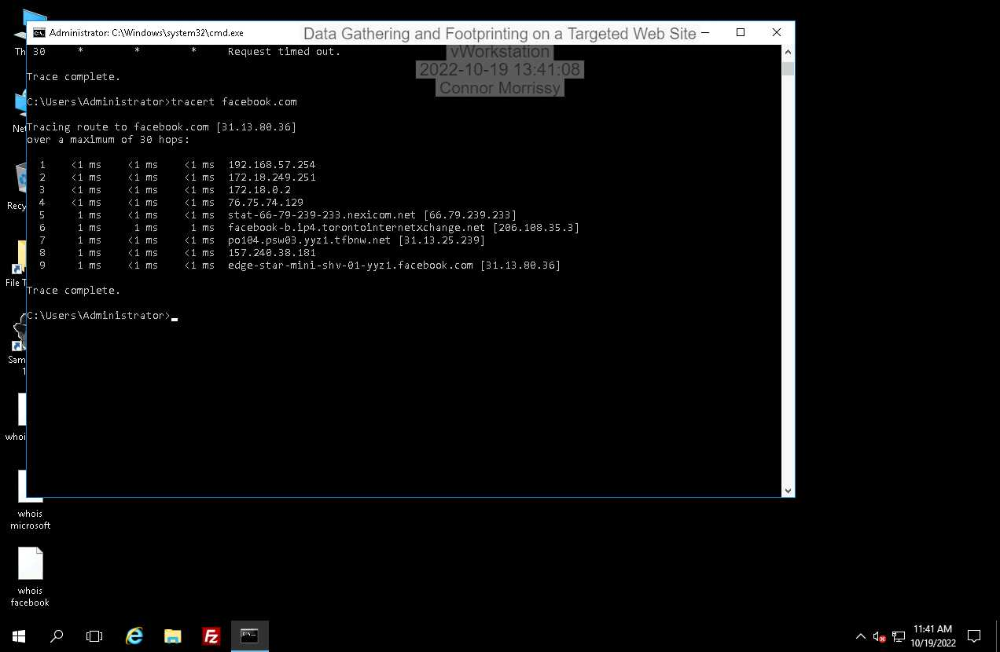 Administrator: C:\Windows\system32\cmd.exe
Data Gathering and Footprinting on a Targeted Web Site
vWorkstation
2022-10-19 13:41:08
Connor Morrissy
30 * * * Request timed out.
Trace complete.
C:\Users\Administrator>tracert facebook.com
Tracing route to facebook.com [31.13.80.36]
over a maximum of 30 hops:
1 <1 ms <1 ms <1 ms 192.168.57.254
2 <1 ms <1 ms <1 ms 172.18.249.251
3 <1 ms <1 ms <1 ms 172.18.0.2
4 <1 ms <1 ms <1 ms 76.75.74.129
5 1 ms <1 ms <1 ms stat-66-79-239-233.nexicom.net [66.79.239.233]
6 1 ms 1 ms 1 ms facebook-b.ip4.torontointernetxchange.net [206.108.35.3]
7 1 ms <1 ms <1 ms po104.psw03.yyz1.tfbnw.net [31.13.25.239]
8 1 ms <1 ms <1 ms 157.240.38.181
9 1 ms <1 ms <1 ms edge-star-mini-shv-01-yyz1.facebook.com [31.13.80.36]
Trace complete.
C:\Users\Administrator>
Th
Net
Recy
File T
Sam
1
whoi
whois
microsoft
whois
facebook
11:41 AM
10/19/2022